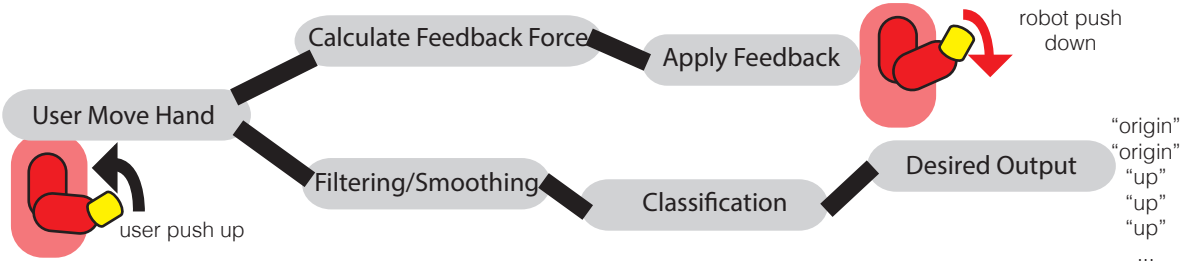 Calculate Feedback Force
Apply Feedback
robot push
down
User Move Hand
user push up
Filtering/Smoothing
Classification
Desired Output
“origin”
“origin”
“up”
“up”
“up”
...